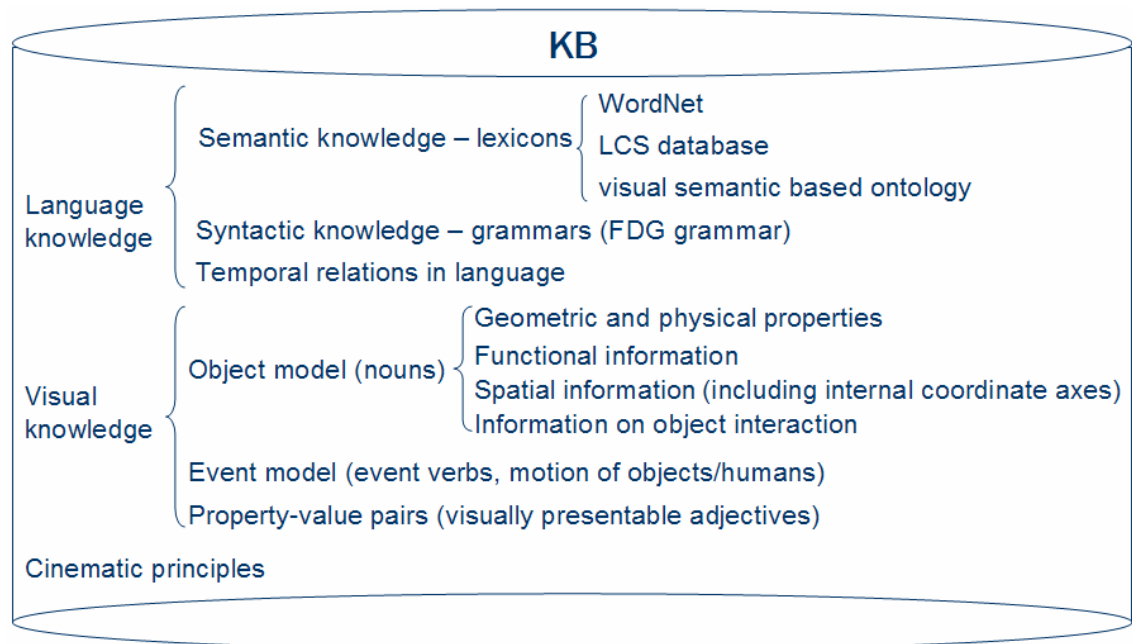 KB
Language
knowledge
Semantic knowledge – lexicons
WordNet
LCS database
visual semantic based ontology
Syntactic knowledge – grammars (FDG grammar)
Temporal relations in language
Visual
knowledge
Object model (nouns)
Geometric and physical properties
Functional information
Spatial information (including internal coordinate axes)
Information on object interaction
Event model (event verbs, motion of objects/humans)
Property-value pairs (visually presentable adjectives)
Cinematic principles